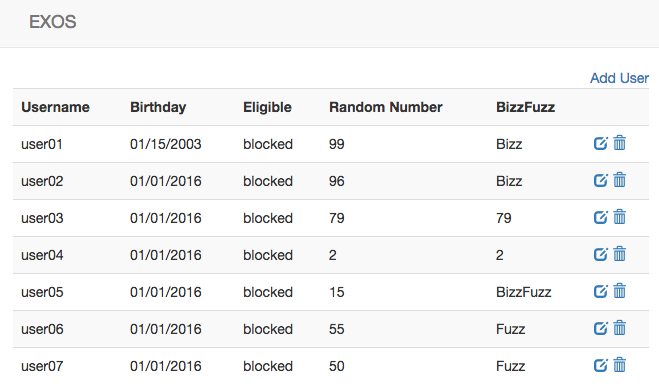 EXOS
Add User
Username Birthday Eligible Random Number BizzFuzz
user01 01/15/2003 blocked 99 Bizz
user02 01/01/2016 blocked 96 Bizz
user03 01/01/2016 blocked 79 79
user04 01/01/2016 blocked 2 2
user05 01/01/2016 blocked 15 BizzFuzz
user06 01/01/2016 blocked 55 Fuzz
user07 01/01/2016 blocked 50 Fuzz